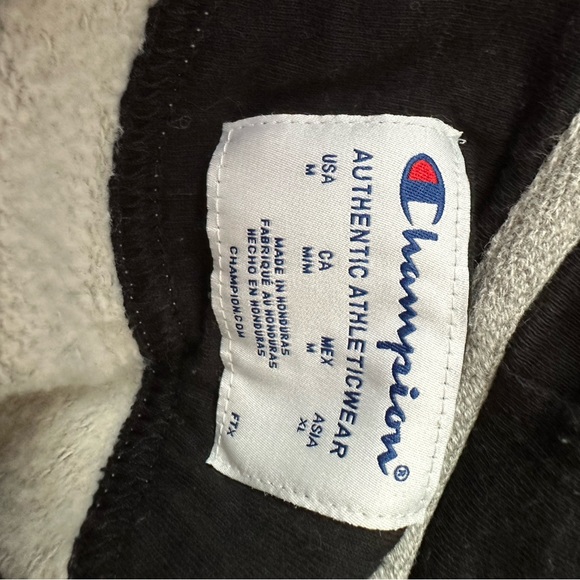 Champion®
AUTHENTIC ATHLETICWEAR
USA CA MEX ASIA
M M/M M XL
MADE IN HONDURAS
FABRIQUÉ AU HONDURAS
HECHO EN HONDURAS
CHAMPION.COM FTX